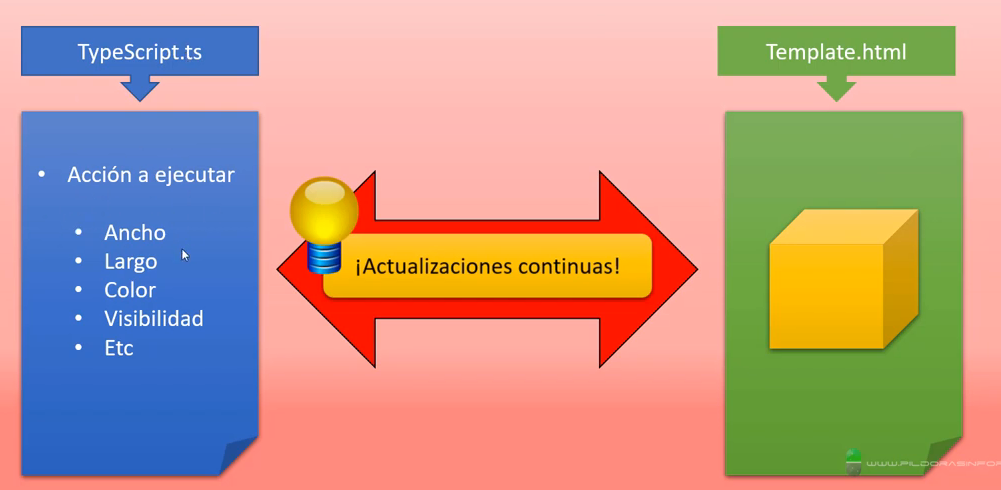 TypeScript.ts
Template.html
• Acción a ejecutar
• Ancho
• Largo
• Color
• Visibilidad
• Etc
¡Actualizaciones continuas!